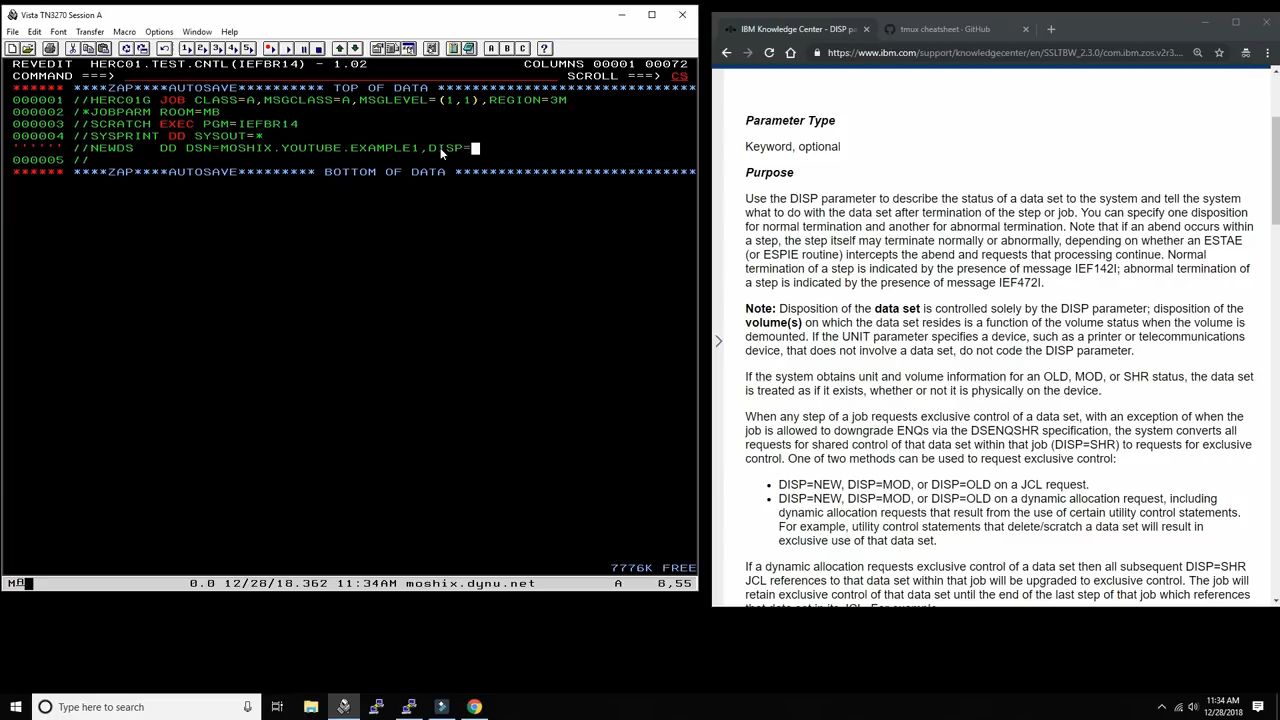 Vista TN3270 Session A
File Edit Font Transfer Macro Options Window Help
REVEDIT HERC01.TEST.CNTL(IEFBR14) - 1.02 COLUMNS 00001 00072
COMMAND ===> SCROLL ===> CS
****** ****ZAP****AUTOSAVE********* TOP OF DATA ********************************
000001 //HERC01G JOB CLASS=A,MSGCLASS=A,MSGLEVEL=(1,1),REGION=3M
000002 /*JOBPARM ROOM=MB
000003 //SCRATCH EXEC PGM=IEFBR14
000004 //SYSPRINT DD SYSOUT=*
'''''' //NEWDS DD DSN=MOSHIX.YOUTUBE.EXAMPLE1,DISP=
000005 //
****** ****ZAP****AUTOSAVE********* BOTTOM OF DATA *****************************
7776K FREE
0.0 12/28/18.362 11:34AM moshix.dynu.net A 8,55
IBM Knowledge Center - DISP p
tmux cheatsheet - GitHub
https://www.ibm.com/support/knowledgecenter/en/SSLTBW_2.3.0/com.ibm.zos.v2r3....
Parameter Type
Keyword, optional
Purpose
Use the DISP parameter to describe the status of a data set to the system and tell the system
what to do with the data set after termination of the step or job. You can specify one disposition
for normal termination and another for abnormal termination. Note that if an abend occurs within
a step, the step itself may terminate normally or abnormally, depending on whether an ESTAE
(or ESPIE routine) intercepts the abend and requests that processing continue. Normal
termination of a step is indicated by the presence of message IEF142I; abnormal termination of
a step is indicated by the presence of message IEF472I.
Note: Disposition of the data set is controlled solely by the DISP parameter; disposition of the
volume(s) on which the data set resides is a function of the volume status when the volume is
demounted. If the UNIT parameter specifies a device, such as a printer or telecommunications
device, that does not involve a data set, do not code the DISP parameter.
If the system obtains unit and volume information for an OLD, MOD, or SHR status, the data set
is treated as if it exists, whether or not it is physically on the device.
When any step of a job requests exclusive control of a data set, with an exception of when the
job is allowed to downgrade ENQs via the DSENQSHR specification, the system converts all
requests for shared control of that data set within that job (DISP=SHR) to requests for exclusive
control. One of two methods can be used to request exclusive control:
• DISP=NEW, DISP=MOD, or DISP=OLD on a JCL request.
• DISP=NEW, DISP=MOD, or DISP=OLD on a dynamic allocation request, including
dynamic allocation requests that result from the use of certain utility control statements.
For example, utility control statements that delete/scratch a data set will result in
exclusive use of that data set.
If a dynamic allocation requests exclusive control of a data set then all subsequent DISP=SHR
JCL references to that data set within that job will be upgraded to exclusive control. The job will
retain exclusive control of that data set until the end of the last step of that job which references
that data set in its JCL. For example
Type here to search
11:34 AM
12/28/2018